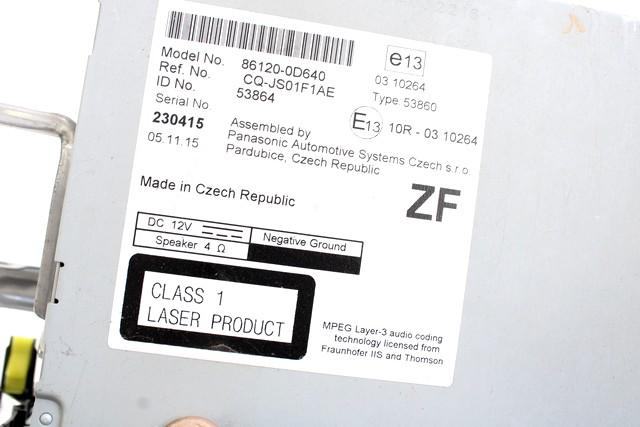 e13
Model No. 86120-0D640
03 10264
Ref. No. CQ-JS01F1AE
Type: 53860
ID No. 53864
Serial No.
230415
E13 10R - 03 10264
05.11.15
Assembled by
Panasonic Automotive Systems Czech s.r.o.
Pardubice, Czech Republic
Made in Czech Republic
ZF
DC 12V
Negative Ground
Speaker 4 Ω
CLASS 1
LASER PRODUCT
MPEG Layer-3 audio coding
technology licensed from
Fraunhofer IIS and Thomson